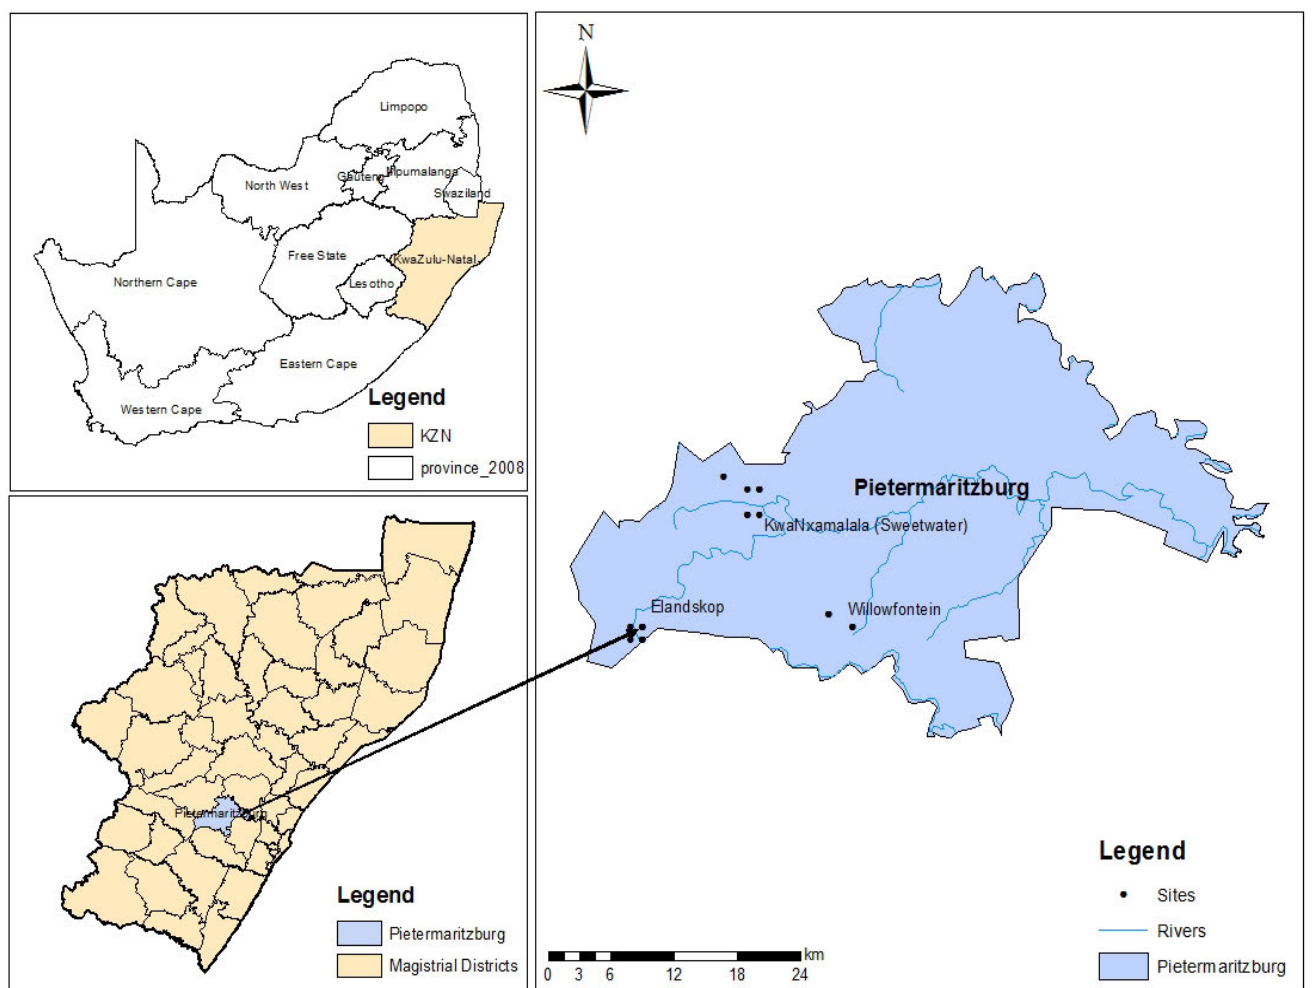 Limpopo
North West
Gauteng
Mpumalanga
Swaziland
Free State
KwaZulu-Natal
Lesotho
Northern Cape
Eastern Cape
Western Cape
Legend
KZN
province_2008
Pietermaritzburg
Legend
Pietermaritzburg
Magistrial Districts
N
Pietermaritzburg
KwaNxamalala (Sweetwater)
Elandskop
Willowfontein
Legend
Sites
Rivers
Pietermaritzburg
km
0 3 6 12 18 24